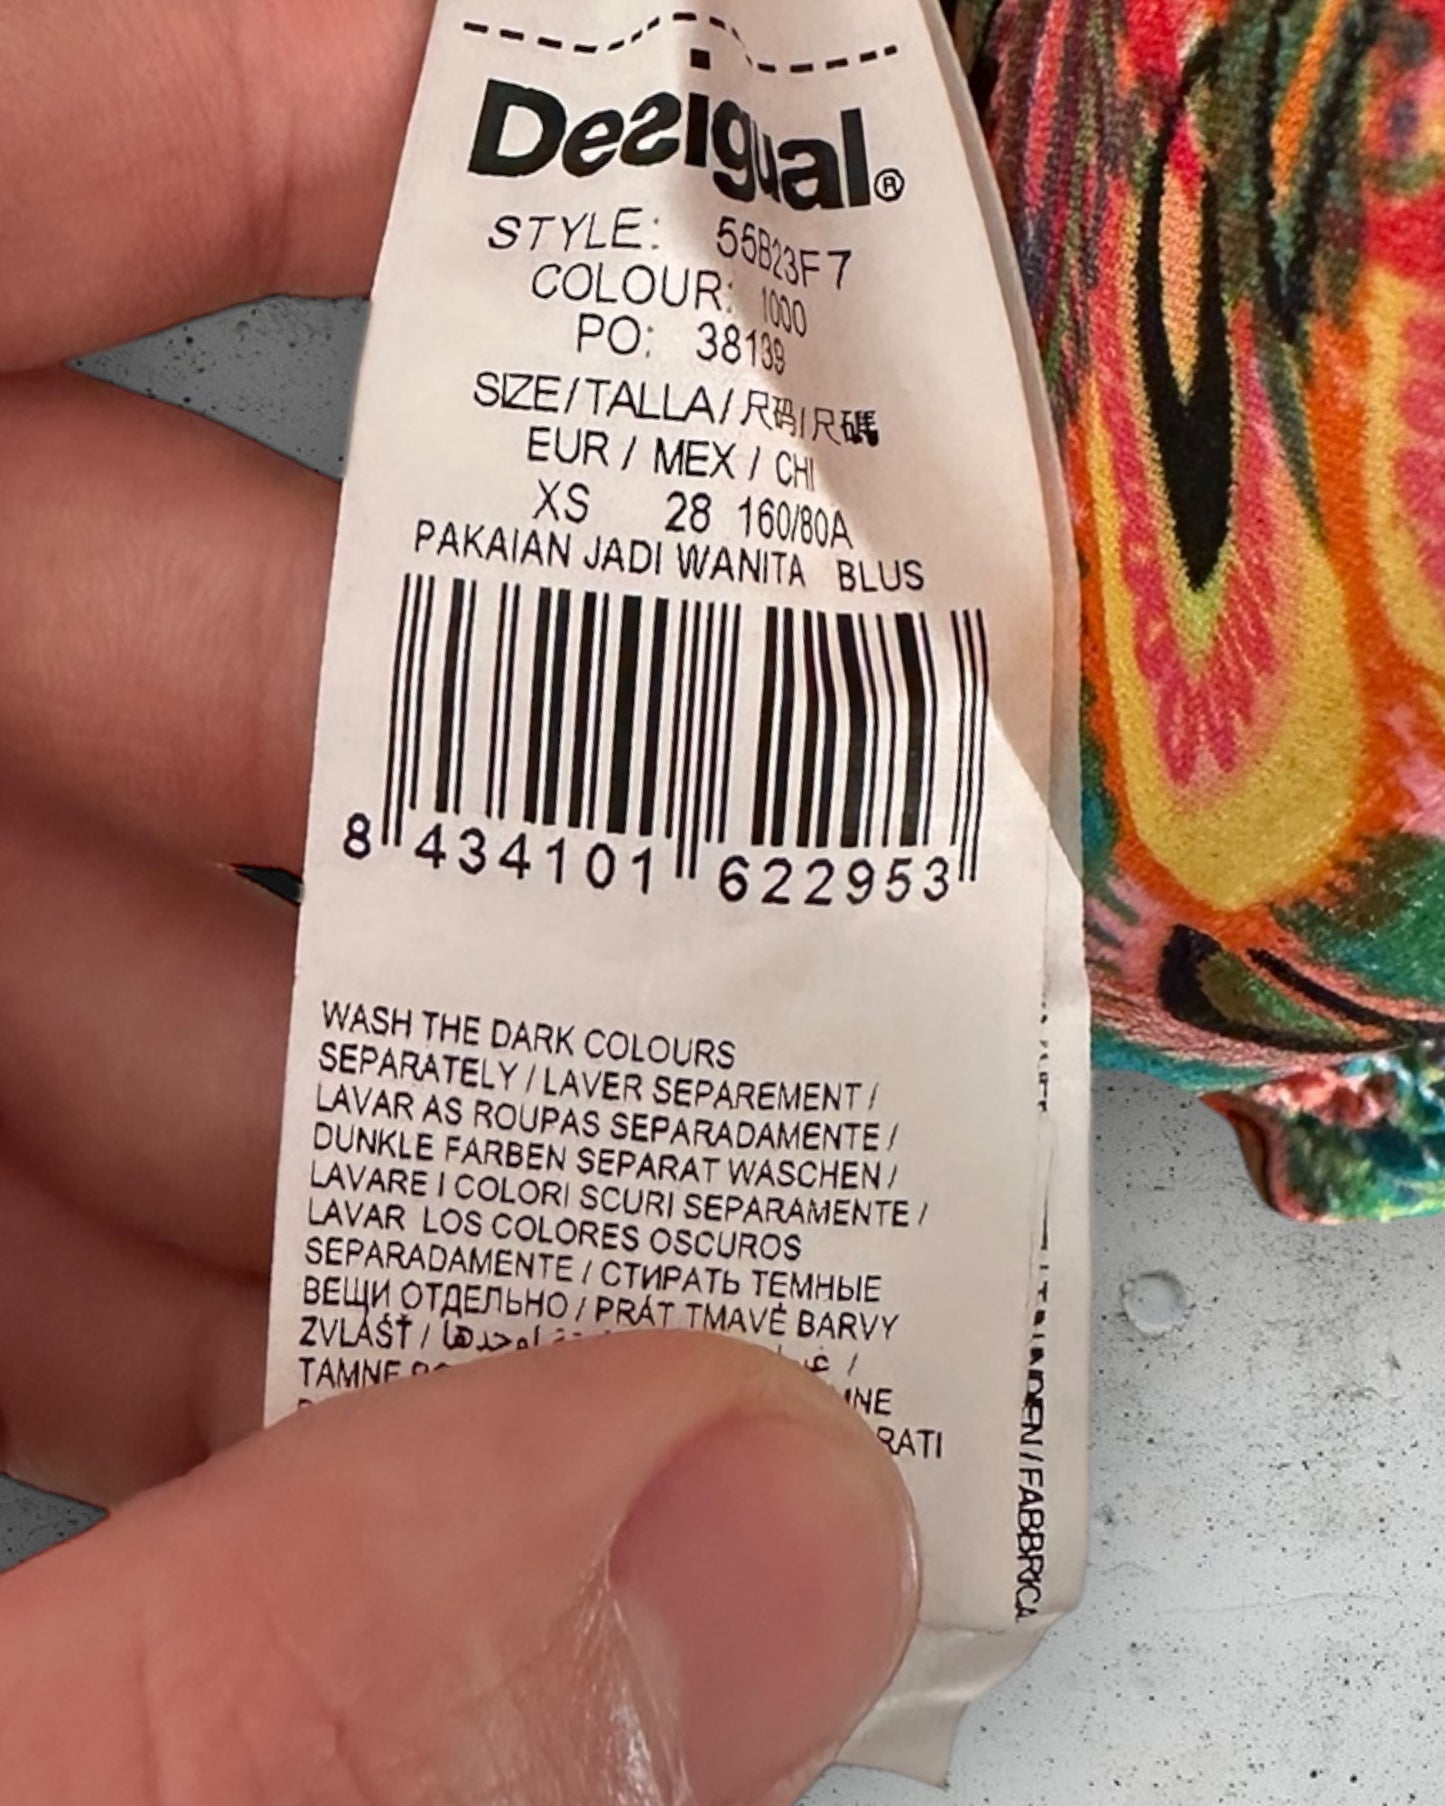 Desigual®
STYLE: 55B23F7
COLOUR: 1000
PO: 38139
SIZE/TALLA/尺码/尺碼
EUR / MEX / CHI
XS 28 160/80A
PAKAIAN JADI WANITA BLUS
8 434101 622953
WASH THE DARK COLOURS
SEPARATELY / LAVER SEPAREMENT /
LAVAR AS ROUPAS SEPARADAMENTE /
DUNKLE FARBEN SEPARAT WASCHEN /
LAVARE I COLORI SCURI SEPARAMENTE /
LAVAR LOS COLORES OSCUROS
SEPARADAMENTE / СТИРАТЬ ТЕМНЫЕ
ВЕЩИ ОТДЕЛЬНО / PRÁT TMAVÉ BARVY
ZVLÁŠŤ /
TAMNE
/ FABBRICA